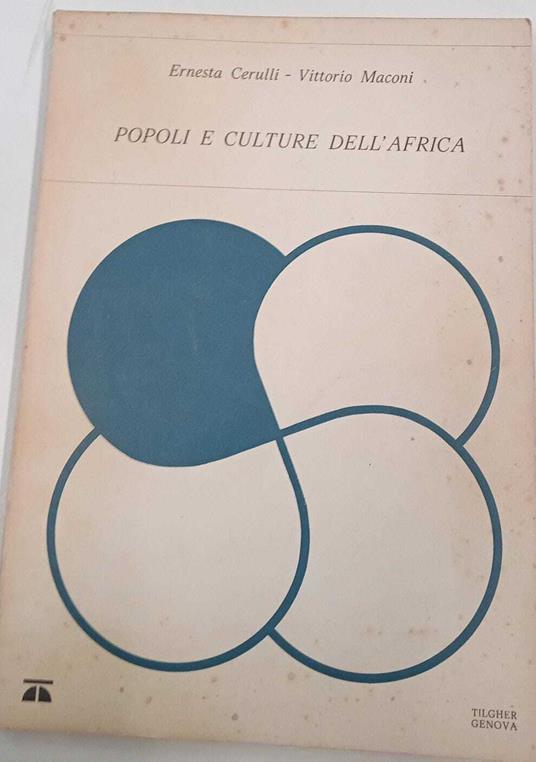 Ernesta Cerulli - Vittorio Maconi
POPOLI E CULTURE DELL'AFRICA
TILGHER
GENOVA